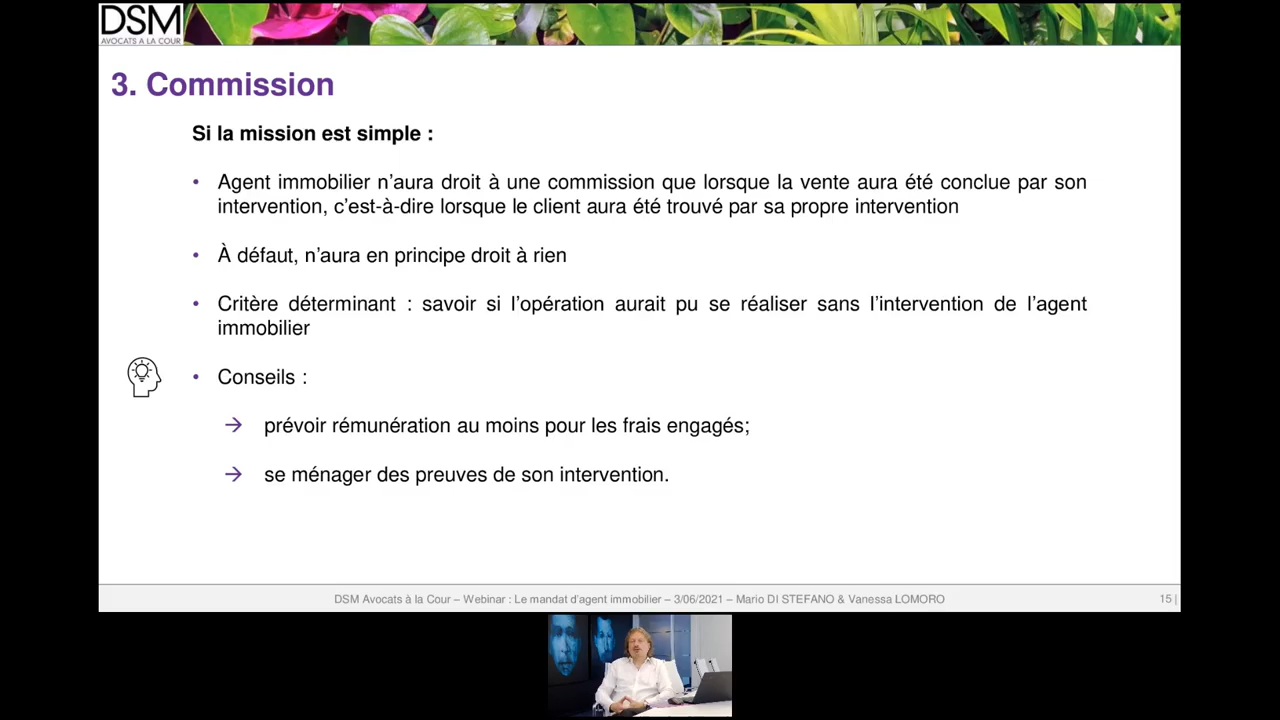 DSM
AVOCATS A LA COUR
3. Commission
Si la mission est simple :
• Agent immobilier n’aura droit à une commission que lorsque la vente aura été conclue par son
intervention, c’est-à-dire lorsque le client aura été trouvé par sa propre intervention
• À défaut, n’aura en principe droit à rien
• Critère déterminant : savoir si l’opération aurait pu se réaliser sans l’intervention de l’agent
immobilier
• Conseils :
→ prévoir rémunération au moins pour les frais engagés;
→ se ménager des preuves de son intervention.
DSM Avocats à la Cour – Webinar : Le mandat d’agent immobilier – 3/06/2021 – Mario DI STEFANO & Vanessa LOMORO
15 |